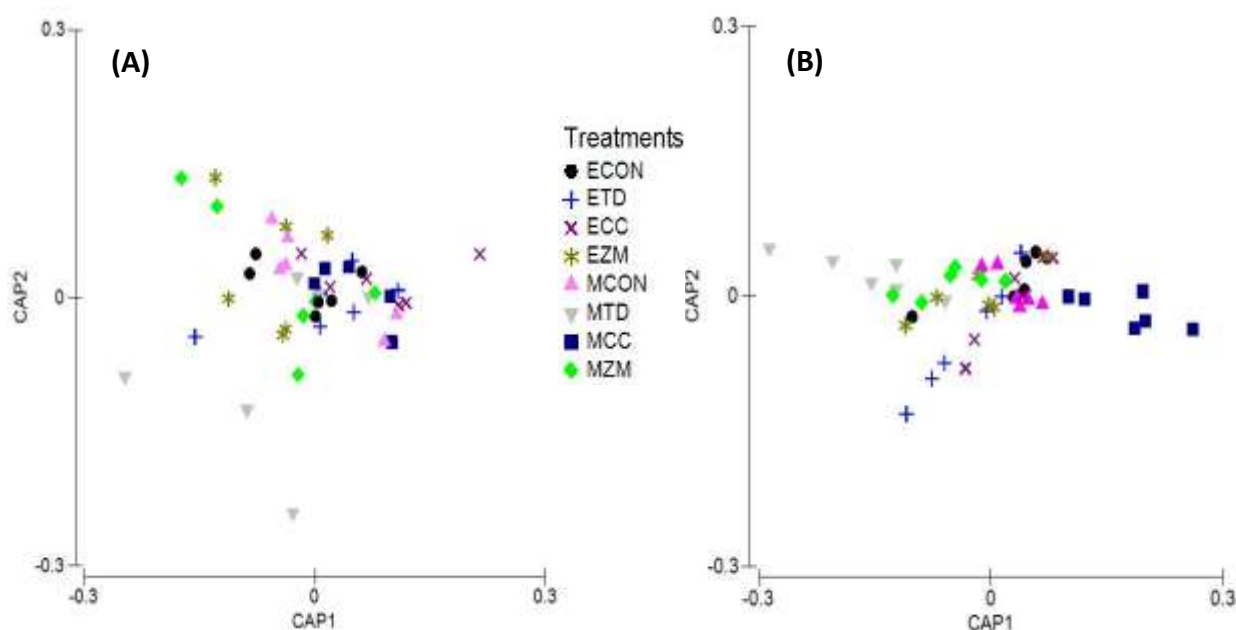 (A)
0.3
0
-0.3
CAP2
-0.3
0
0.3
CAP1
Treatments
ECON
ETD
ECC
EZM
MCON
MTD
MCC
MZM
(B)
0.3
0
-0.3
CAP2
-0.3
0
0.3
CAP1